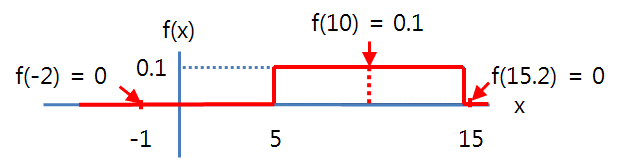 f(x)
f(10) = 0.1
f(-2) = 0
0.1
f(15.2) = 0
x
-1
5
15